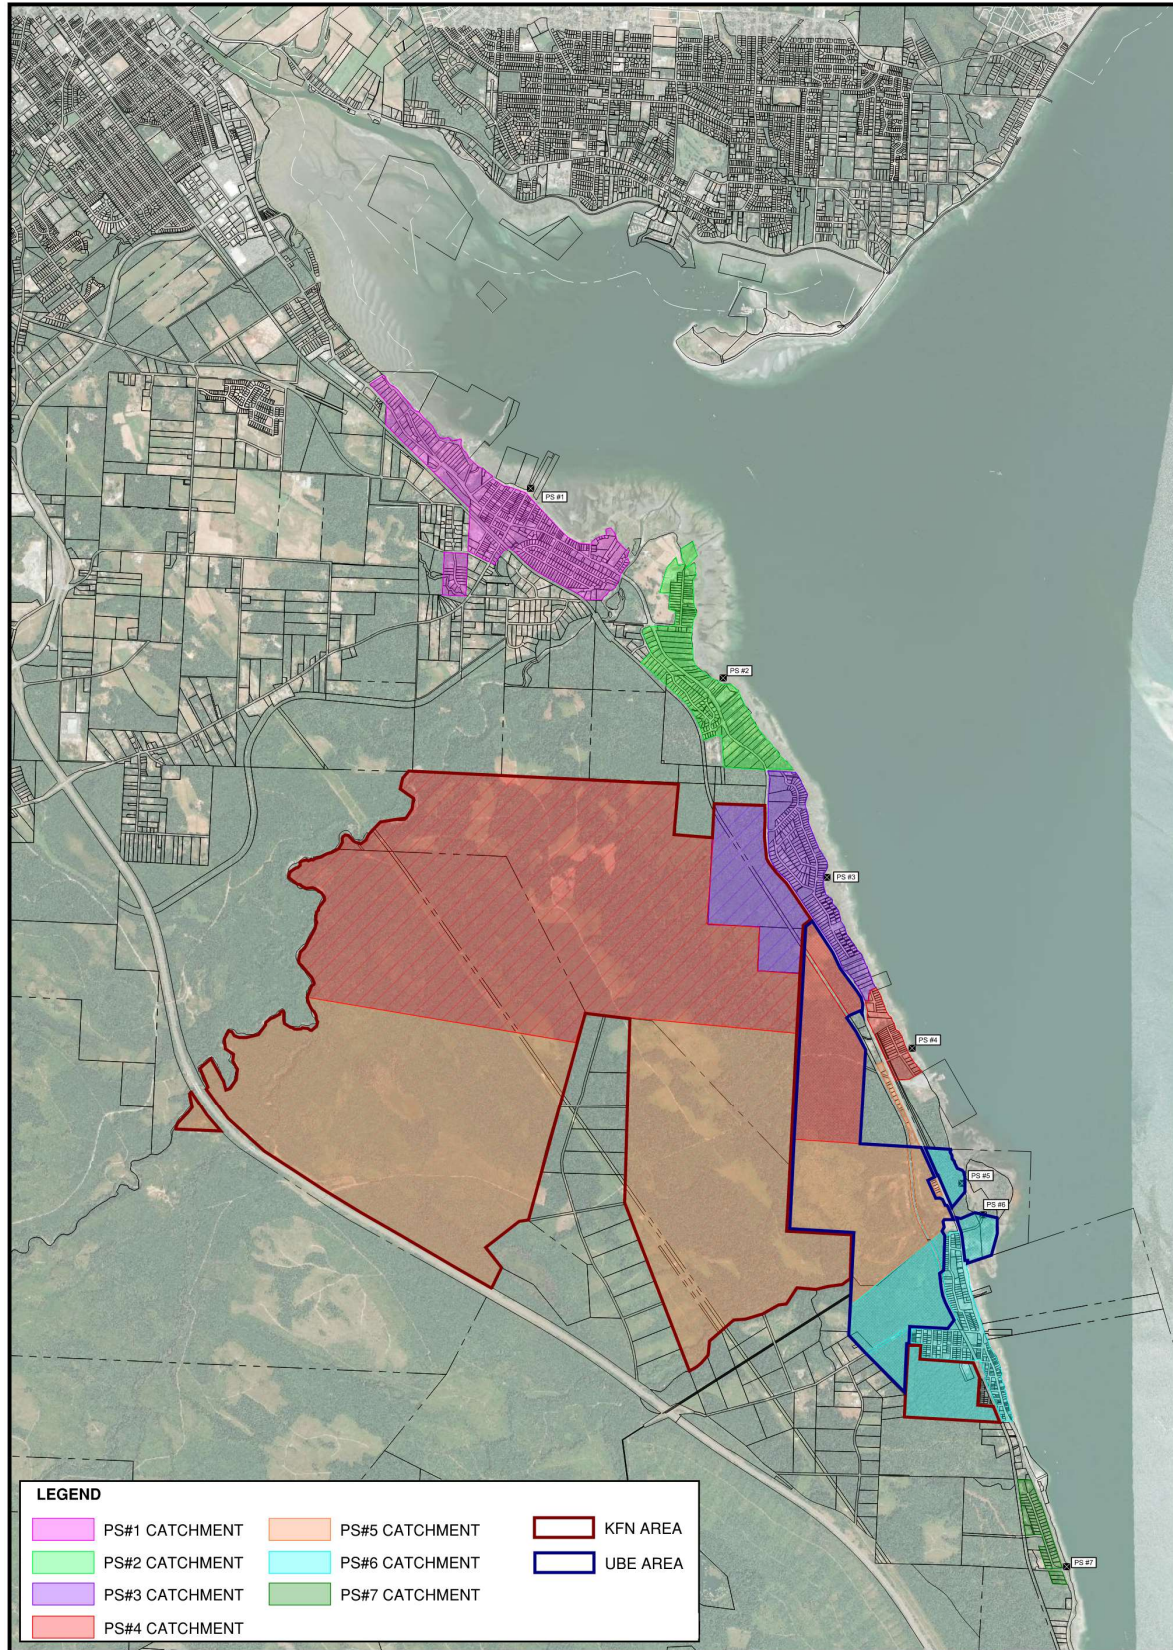 PS #1
PS #2
PS #3
PS #4
PS #5
PS #6
PS #7
LEGEND
PS#1 CATCHMENT
PS#2 CATCHMENT
PS#3 CATCHMENT
PS#4 CATCHMENT
PS#5 CATCHMENT
PS#6 CATCHMENT
PS#7 CATCHMENT
KFN AREA
UBE AREA